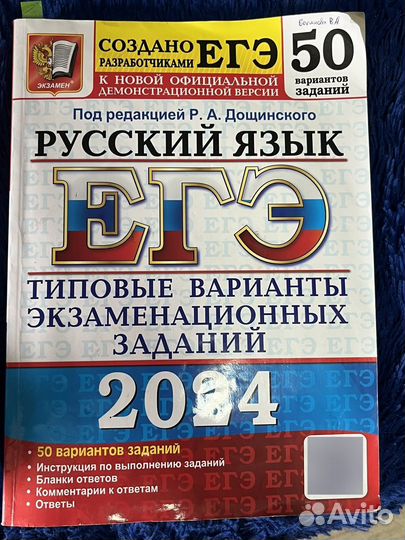 СОЗДАНО
РАЗРАБОТЧИКАМИ ЕГЭ
К НОВОЙ ОФИЦИАЛЬНОЙ
ДЕМОНСТРАЦИОННОЙ ВЕРСИИ
50
вариантов
заданий
ЭКЗАМЕН
Под редакцией Р. А. Дощинского
РУССКИЙ ЯЗЫК
ЕГЭ
ТИПОВЫЕ ВАРИАНТЫ
ЭКЗАМЕНАЦИОННЫХ
ЗАДАНИЙ
2024
• 50 вариантов заданий
• Инструкция по выполнению заданий
• Бланки ответов
• Комментарии к ответам
• Ответы
Avito